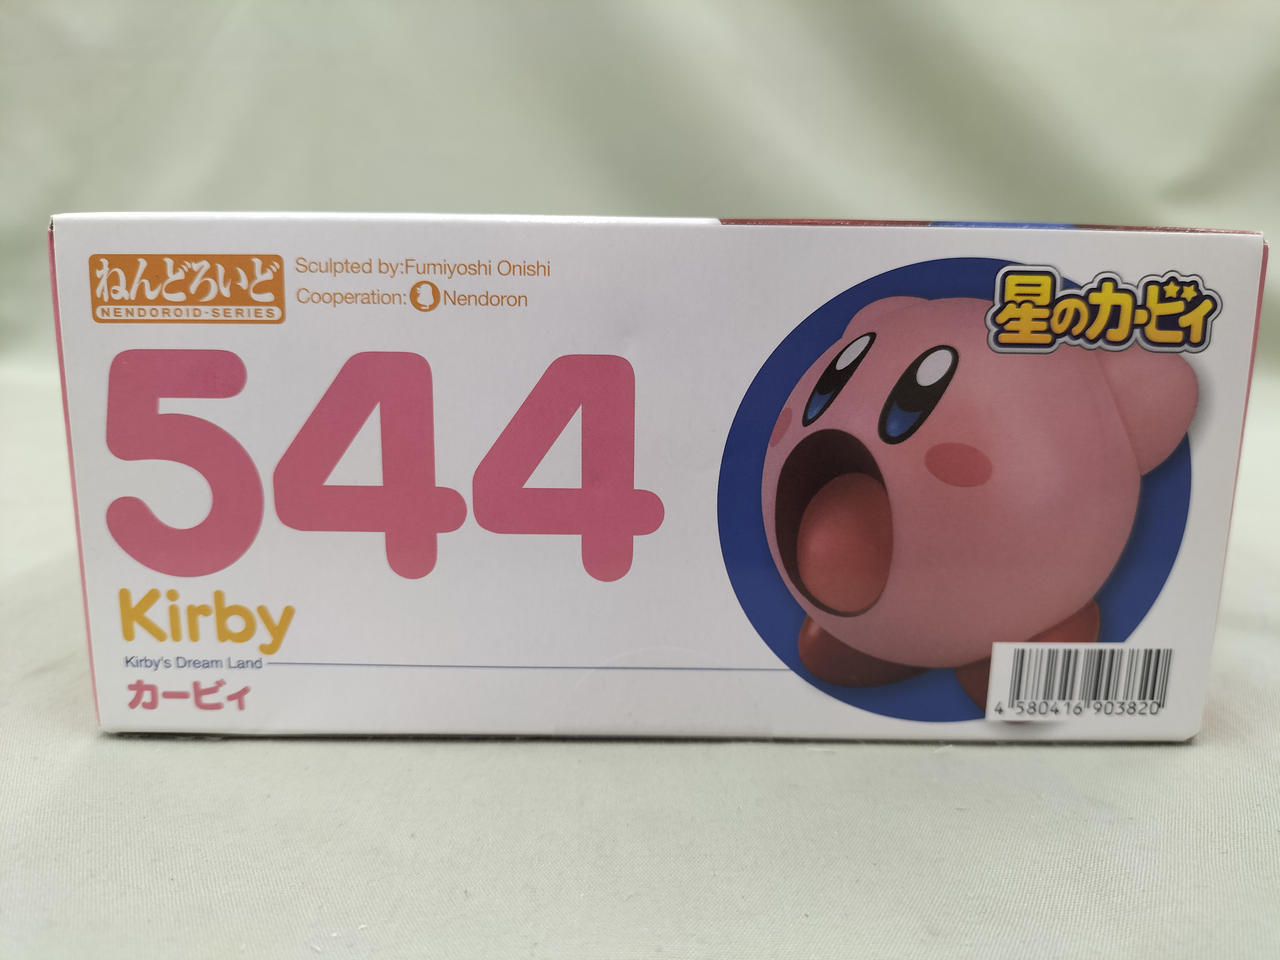 ねんどろいど
NENDOROID-SERIES
Sculpted by:Fumiyoshi Onishi
Cooperation: Nendoron
544
Kirby
Kirby's Dream Land
カービィ
星のカービィ
4 580416 903820